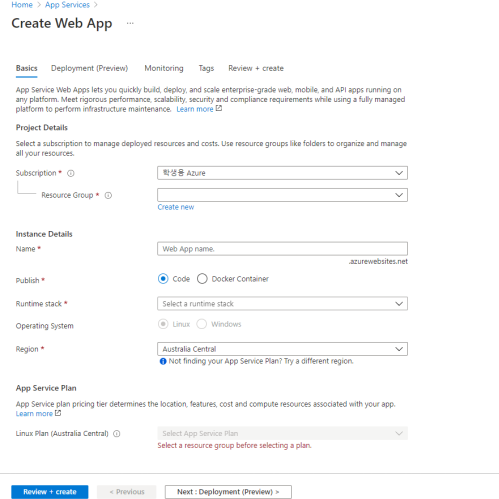 Home > App Services >
Create Web App ...
Basics Deployment (Preview) Monitoring Tags Review + create
App Service Web Apps lets you quickly build, deploy, and scale enterprise-grade web, mobile, and API apps running on
any platform. Meet rigorous performance, scalability, security and compliance requirements while using a fully managed
platform to perform infrastructure maintenance. Learn more
Project Details
Select a subscription to manage deployed resources and costs. Use resource groups like folders to organize and manage
all your resources.
Subscription * 학생용 Azure
Resource Group *
Create new
Instance Details
Name * Web App name.
.azurewebsites.net
Publish * Code Docker Container
Runtime stack * Select a runtime stack
Operating System Linux Windows
Region * Australia Central
Not finding your App Service Plan? Try a different region.
App Service Plan
App Service plan pricing tier determines the location, features, cost and compute resources associated with your app.
Learn more
Linux Plan (Australia Central) Select App Service Plan
Select a resource group before selecting a plan.
Review + create < Previous Next : Deployment (Preview) >